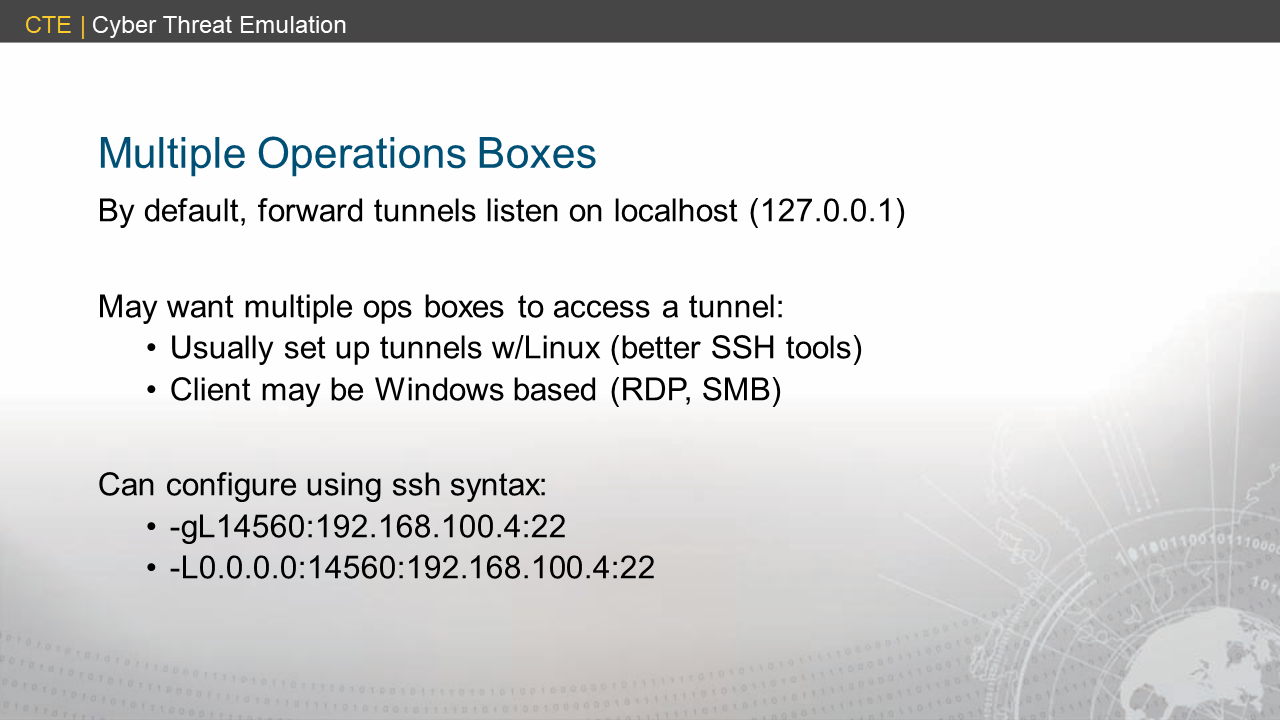 CTE | Cyber Threat Emulation
Multiple Operations Boxes
By default, forward tunnels listen on localhost (127.0.0.1)
May want multiple ops boxes to access a tunnel:
• Usually set up tunnels w/Linux (better SSH tools)
• Client may be Windows based (RDP, SMB)
Can configure using ssh syntax:
• -gL14560:192.168.100.4:22
• -L0.0.0.0:14560:192.168.100.4:22